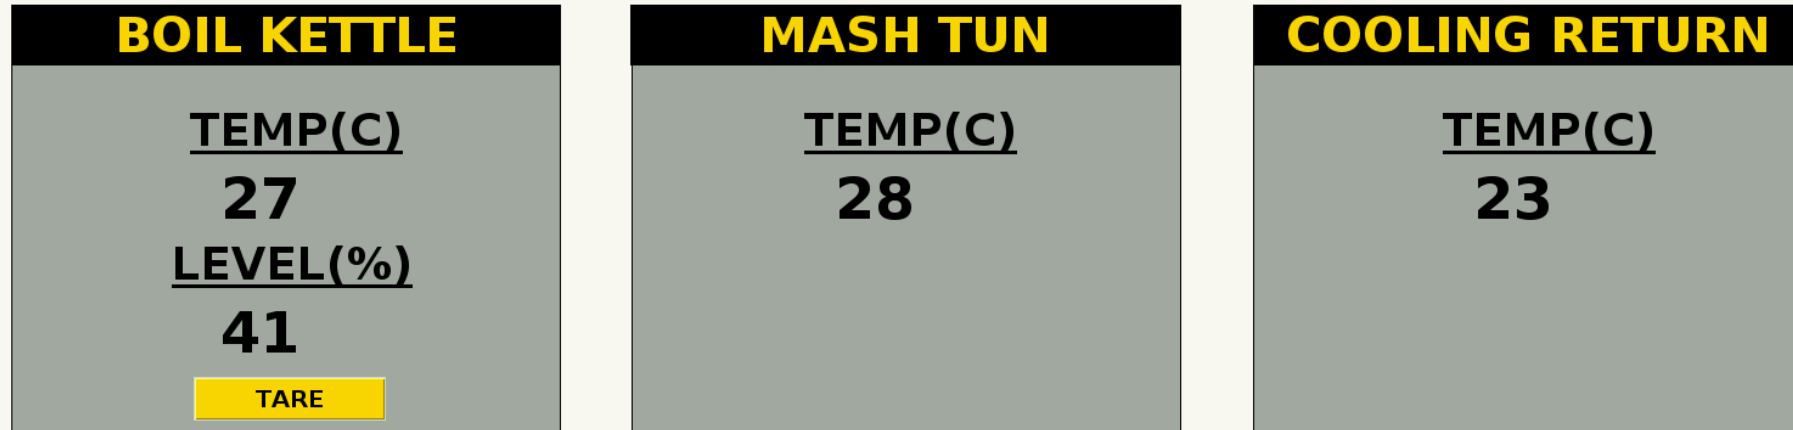 BOIL KETTLE
TEMP(C)
27
LEVEL(%)
41
TARE
MASH TUN
TEMP(C)
28
COOLING RETURN
TEMP(C)
23